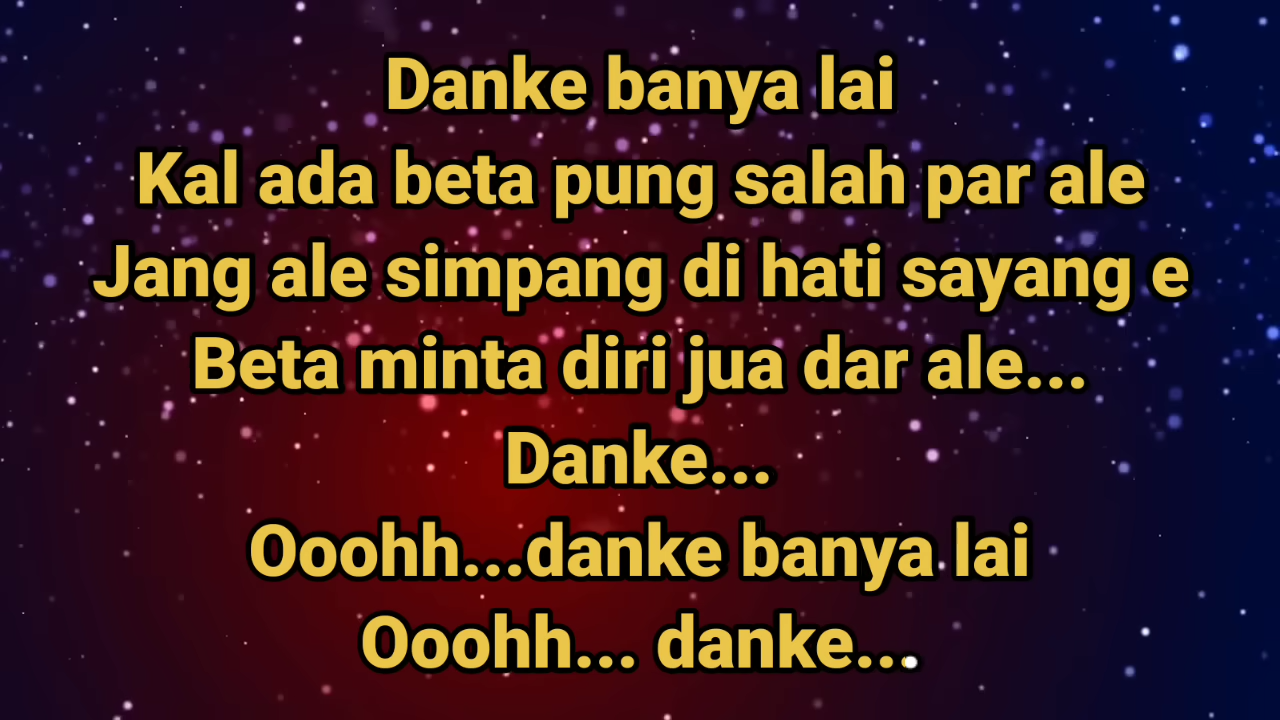 Danke banya lai
Kal ada beta pung salah par ale
Jang ale simpang di hati sayang e
Beta minta diri jua dar ale...
Danke...
Ooohh...danke banya lai
Ooohh... danke...